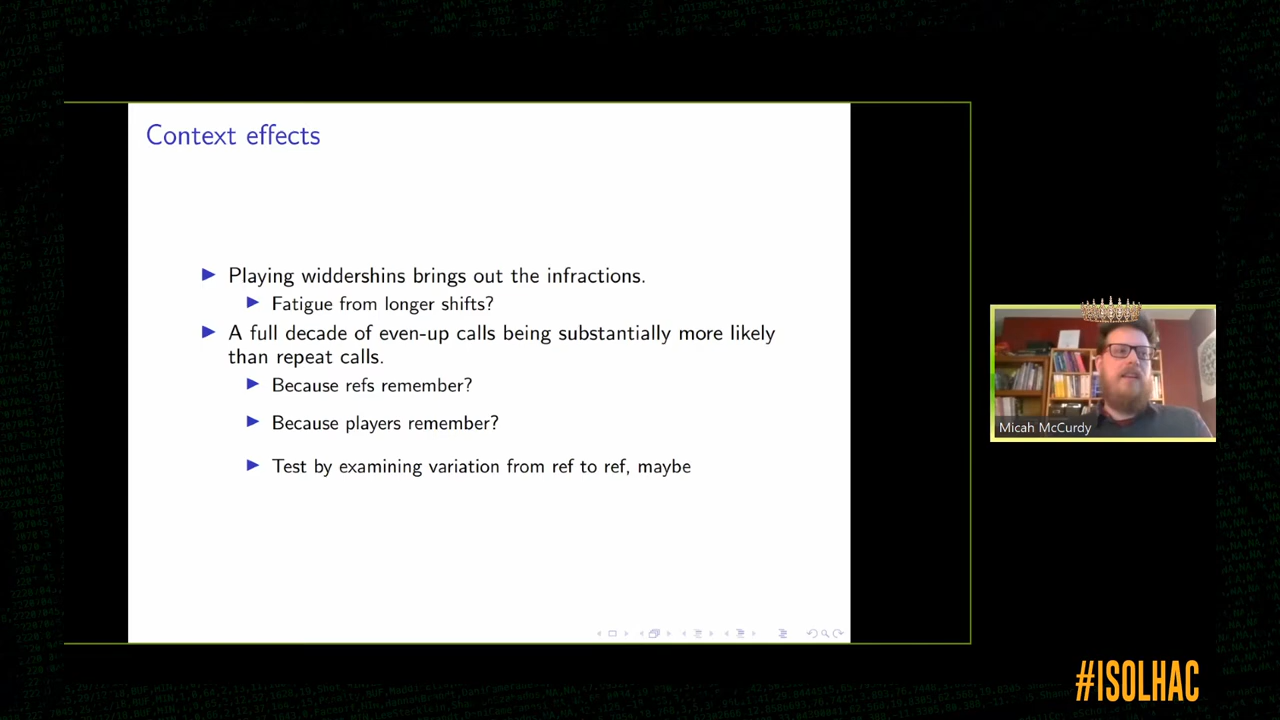 Context effects
Playing widdershins brings out the infractions.
Fatigue from longer shifts?
A full decade of even-up calls being substantially more likely
than repeat calls.
Because refs remember?
Because players remember?
Test by examining variation from ref to ref, maybe
Micah McCurdy
#ISOLHAC